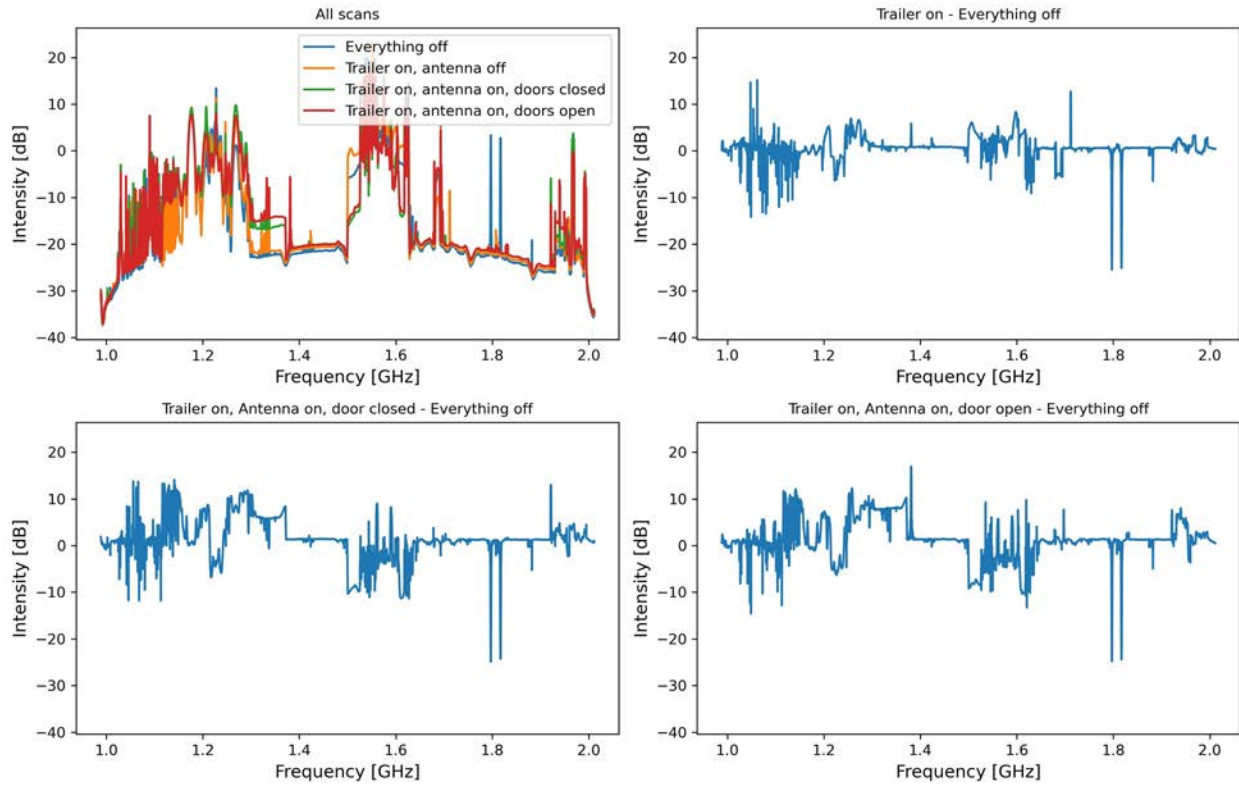 All scans
Intensity [dB]
20
10
0
−10
−20
−30
−40
Everything off
Trailer on, antenna off
Trailer on, antenna on, doors closed
Trailer on, antenna on, doors open
1.0 1.2 1.4 1.6 1.8 2.0
Frequency [GHz]
Trailer on - Everything off
Intensity [dB]
20
10
0
−10
−20
−30
−40
1.0 1.2 1.4 1.6 1.8 2.0
Frequency [GHz]
Trailer on, Antenna on, door closed - Everything off
Intensity [dB]
20
10
0
−10
−20
−30
−40
1.0 1.2 1.4 1.6 1.8 2.0
Frequency [GHz]
Trailer on, Antenna on, door open - Everything off
Intensity [dB]
20
10
0
−10
−20
−30
−40
1.0 1.2 1.4 1.6 1.8 2.0
Frequency [GHz]